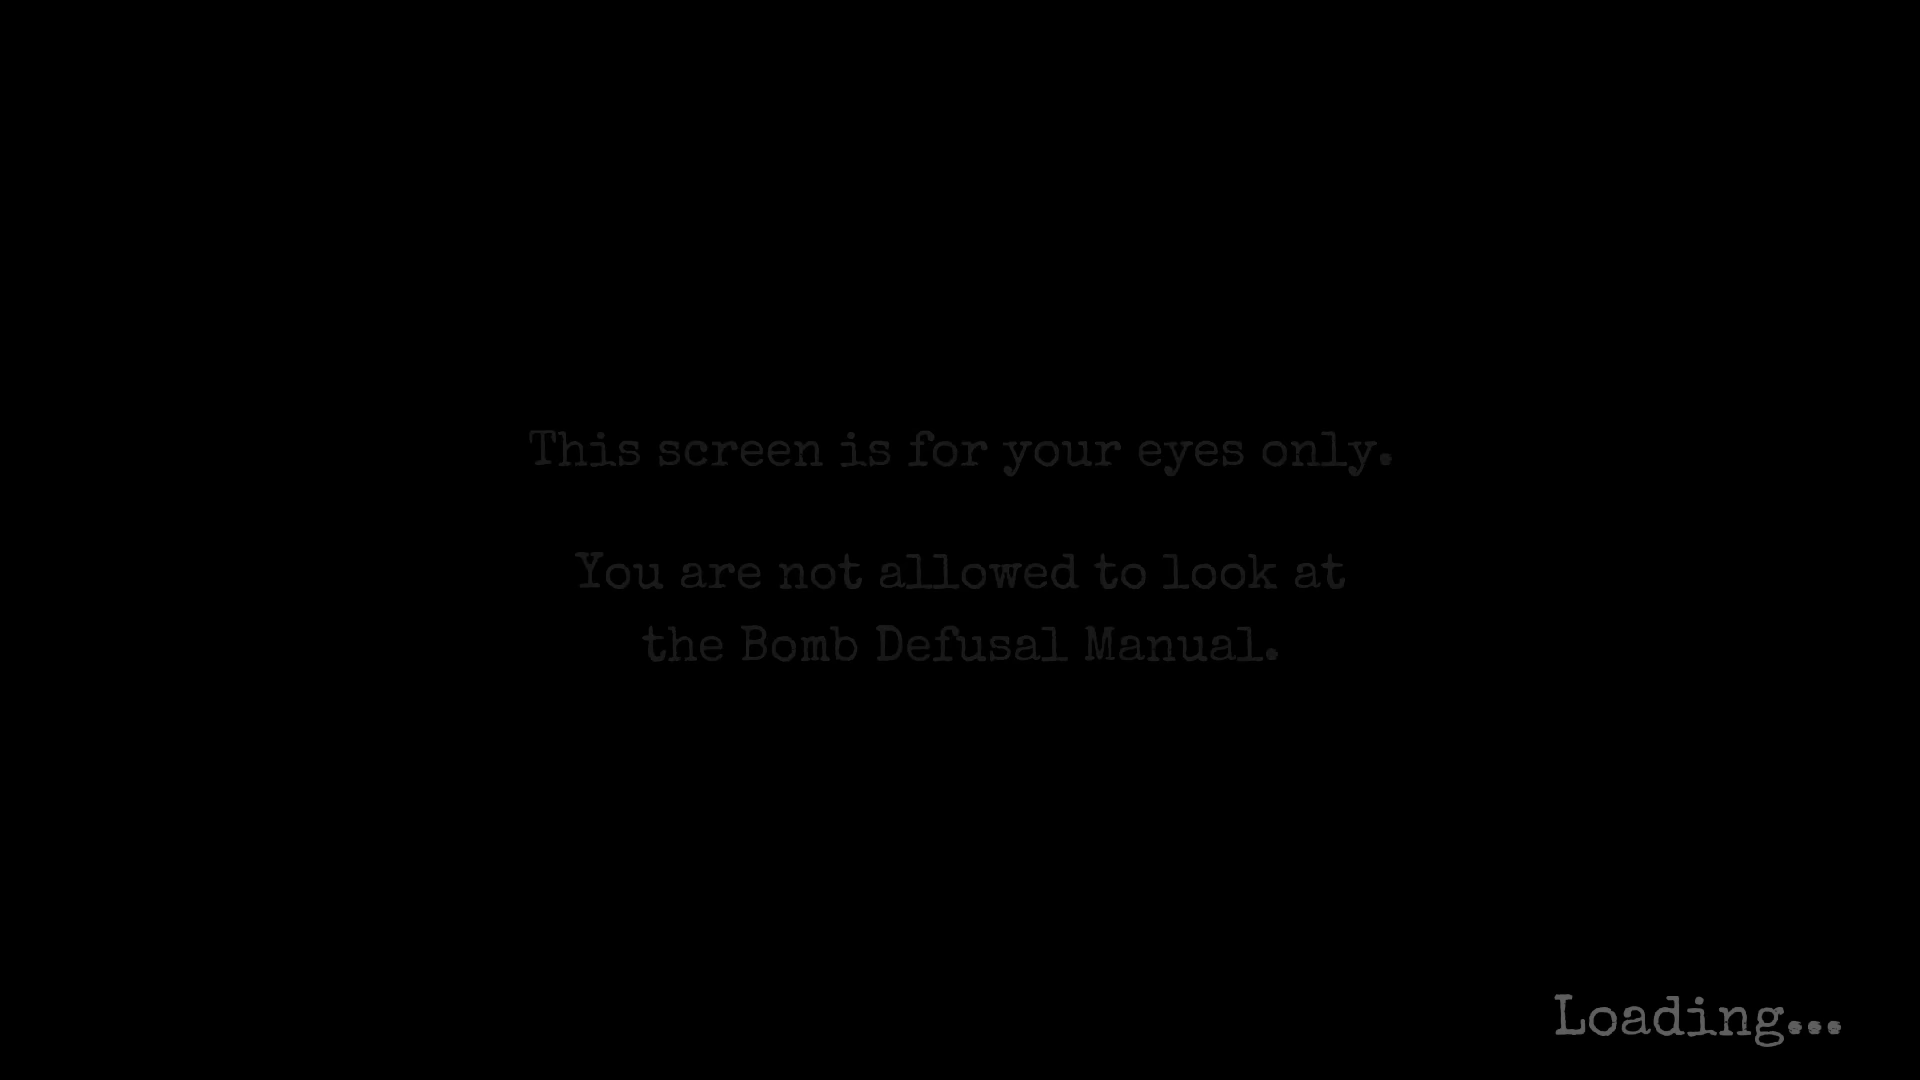 This screen is for your eyes only.
You are not allowed to look at
the Bomb Defusal Manual.
Loading...